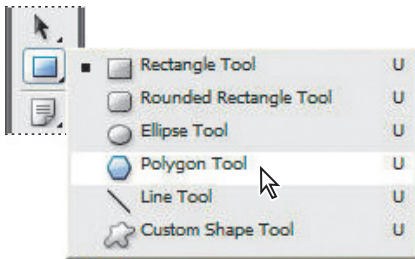 Rectangle Tool U
Rounded Rectangle Tool U
Ellipse Tool U
Polygon Tool U
Line Tool U
Custom Shape Tool U